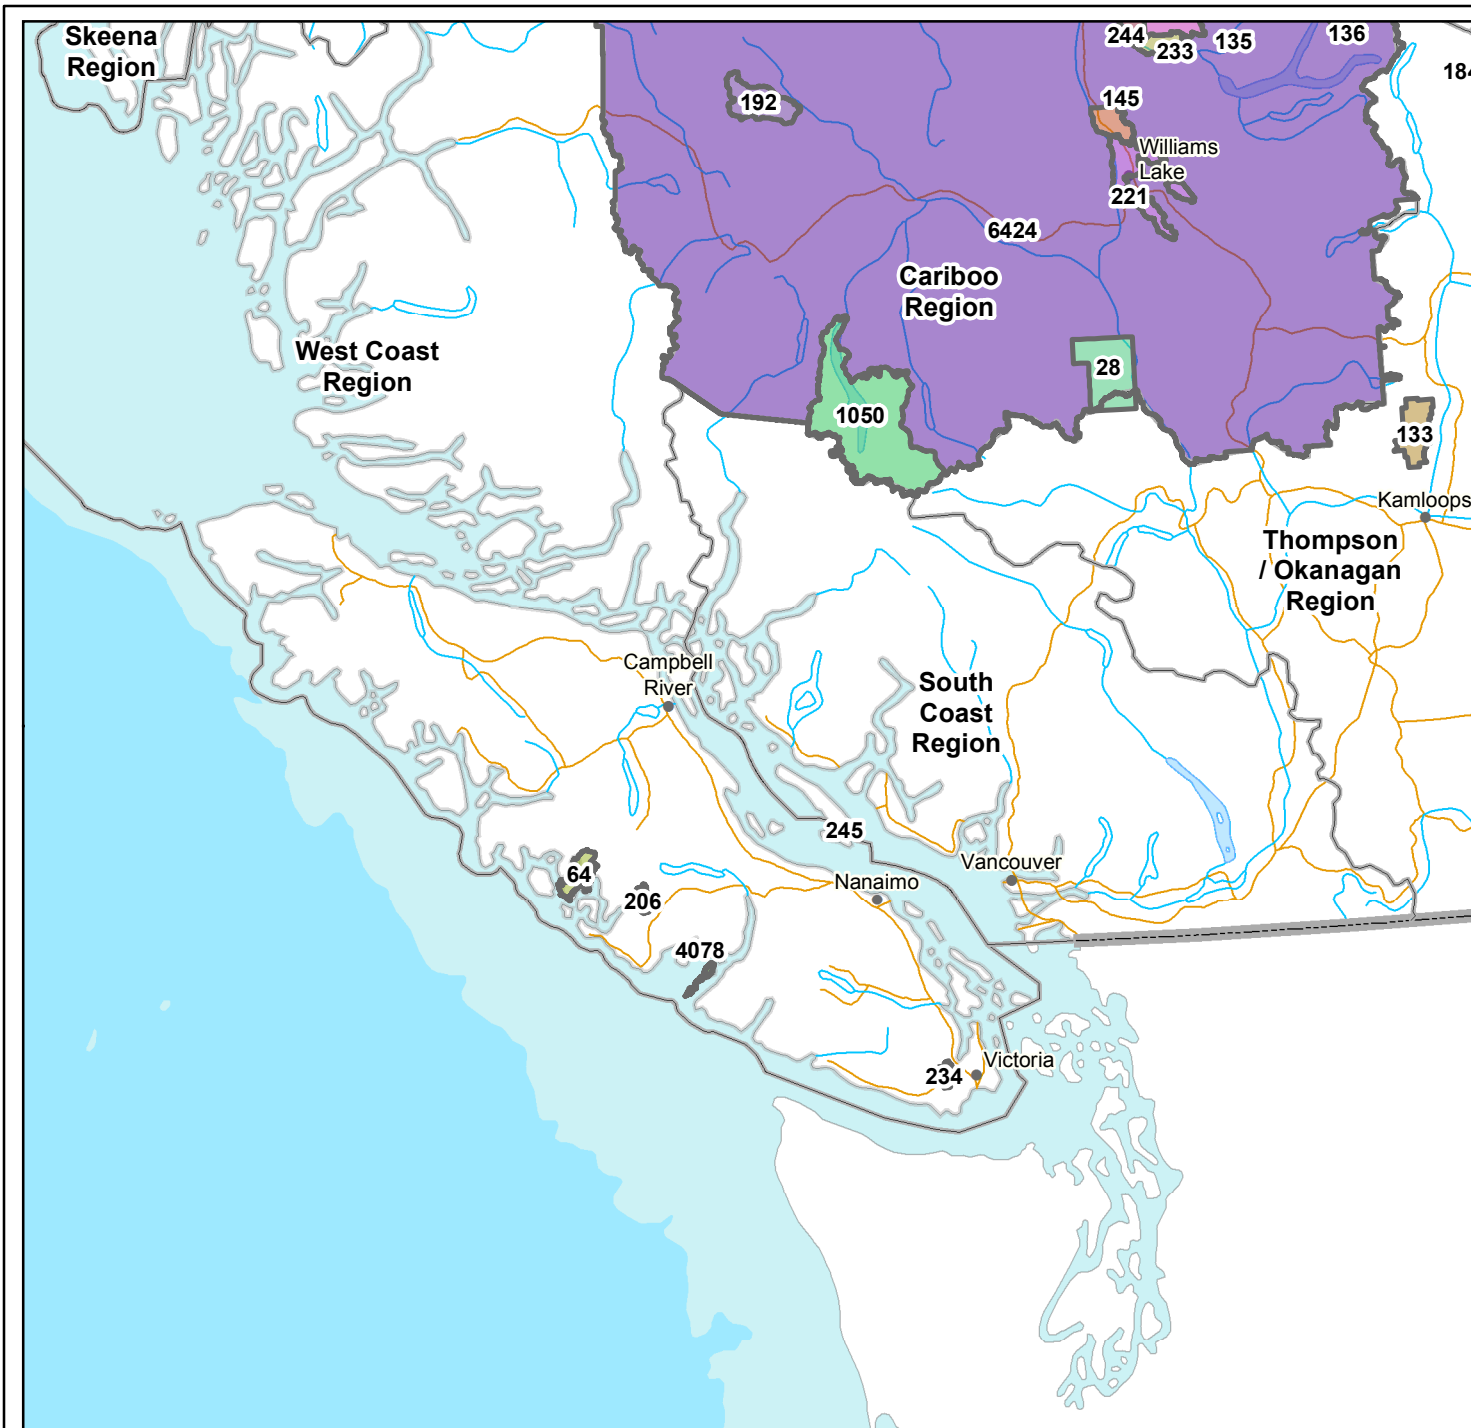 Skeena
Region
244
233
135
136
184
192
145
Williams
Lake
221
6424
Cariboo
Region
West Coast
Region
28
1050
133
Kamloops
Thompson
/ Okanagan
Region
Campbell
River
South
Coast
Region
245
Vancouver
64
Nanaimo
206
4078
234
Victoria